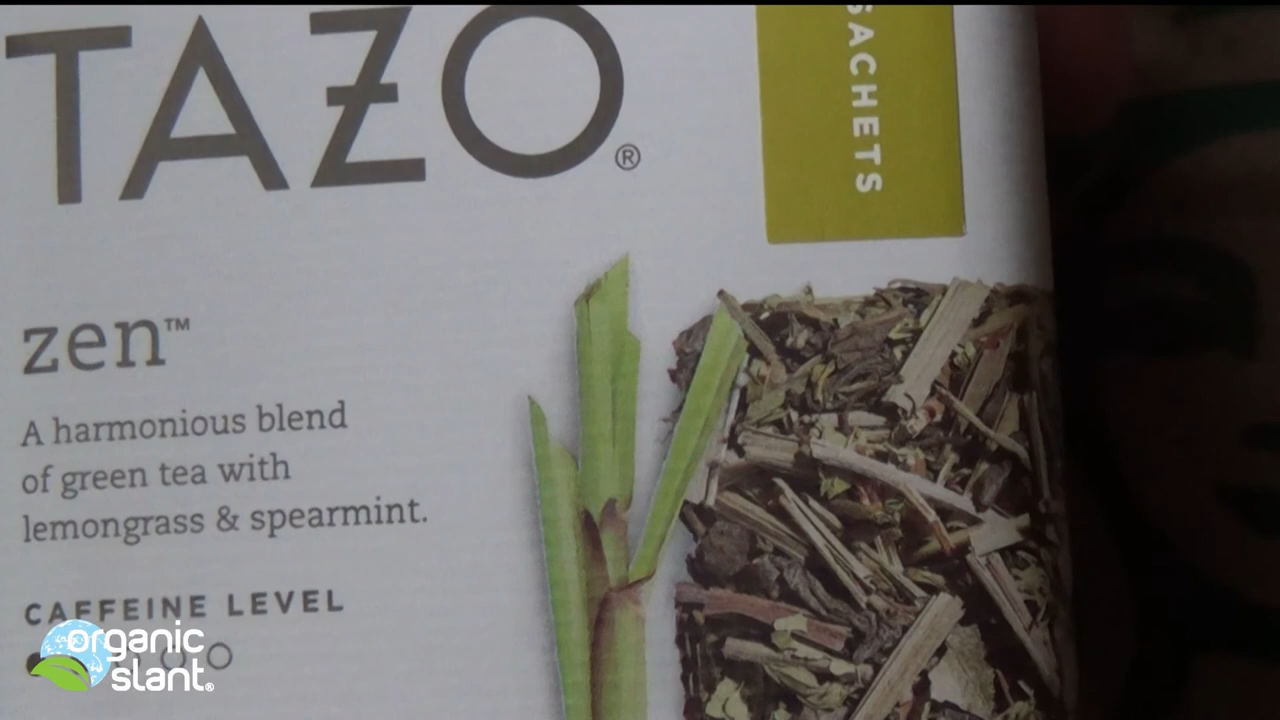 TAZO®
SACHETS
zen™
A harmonious blend
of green tea with
lemongrass & spearmint.
CAFFEINE LEVEL
organic
slant®